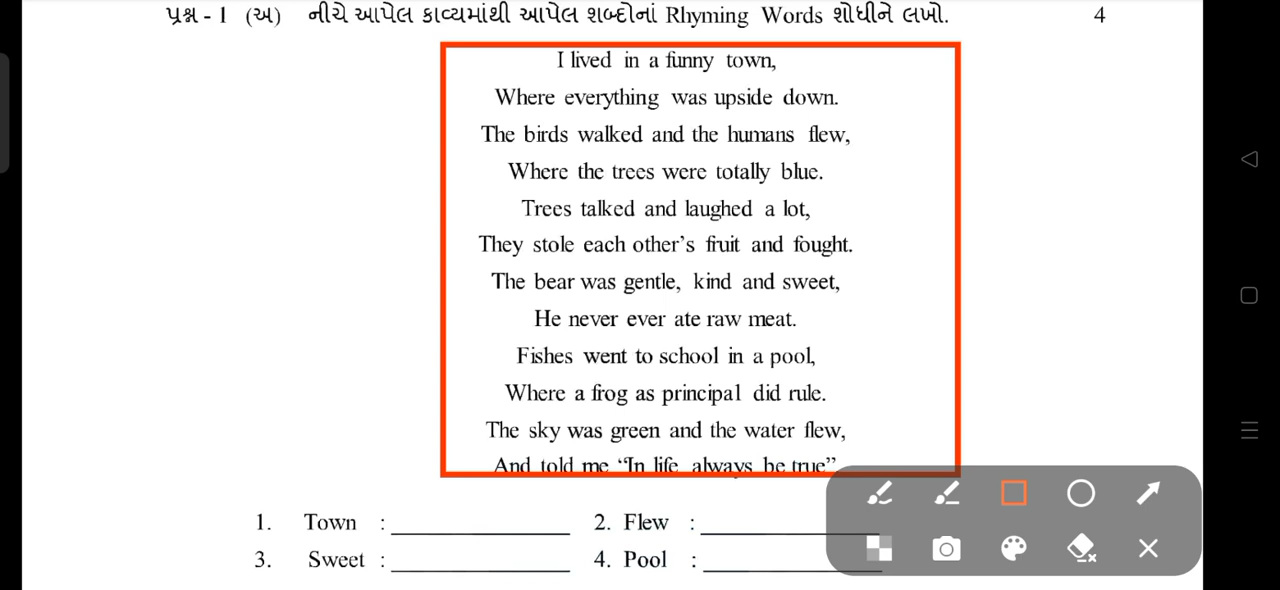 પ્રશ્ન - 1 (અ) નીચે આપેલ કાવ્યમાંથી આપેલ શબ્દોનાં Rhyming Words શોધીને લખો. 4
I lived in a funny town,
Where everything was upside down.
The birds walked and the humans flew,
Where the trees were totally blue.
Trees talked and laughed a lot,
They stole each other's fruit and fought.
The bear was gentle, kind and sweet,
He never ever ate raw meat.
Fishes went to school in a pool,
Where a frog as principal did rule.
The sky was green and the water flew,
And told me “In life always be true”
1. Town : ________ 2. Flew : ________
3. Sweet : ________ 4. Pool : ________